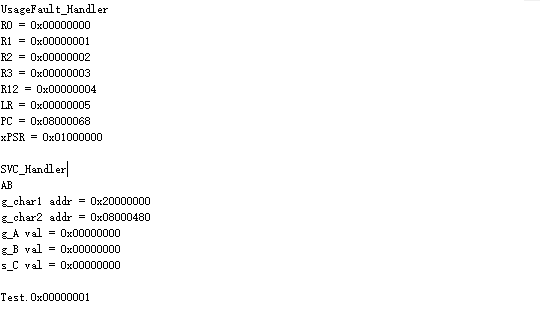 UsageFault_Handler
R0 = 0x00000000
R1 = 0x00000001
R2 = 0x00000002
R3 = 0x00000003
R12 = 0x00000004
LR = 0x00000005
PC = 0x08000068
xPSR = 0x01000000
SVC_Handler
AB
g_char1 addr = 0x20000000
g_char2 addr = 0x08000480
g_A val = 0x00000000
g_B val = 0x00000000
s_C val = 0x00000000
Test.0x00000001